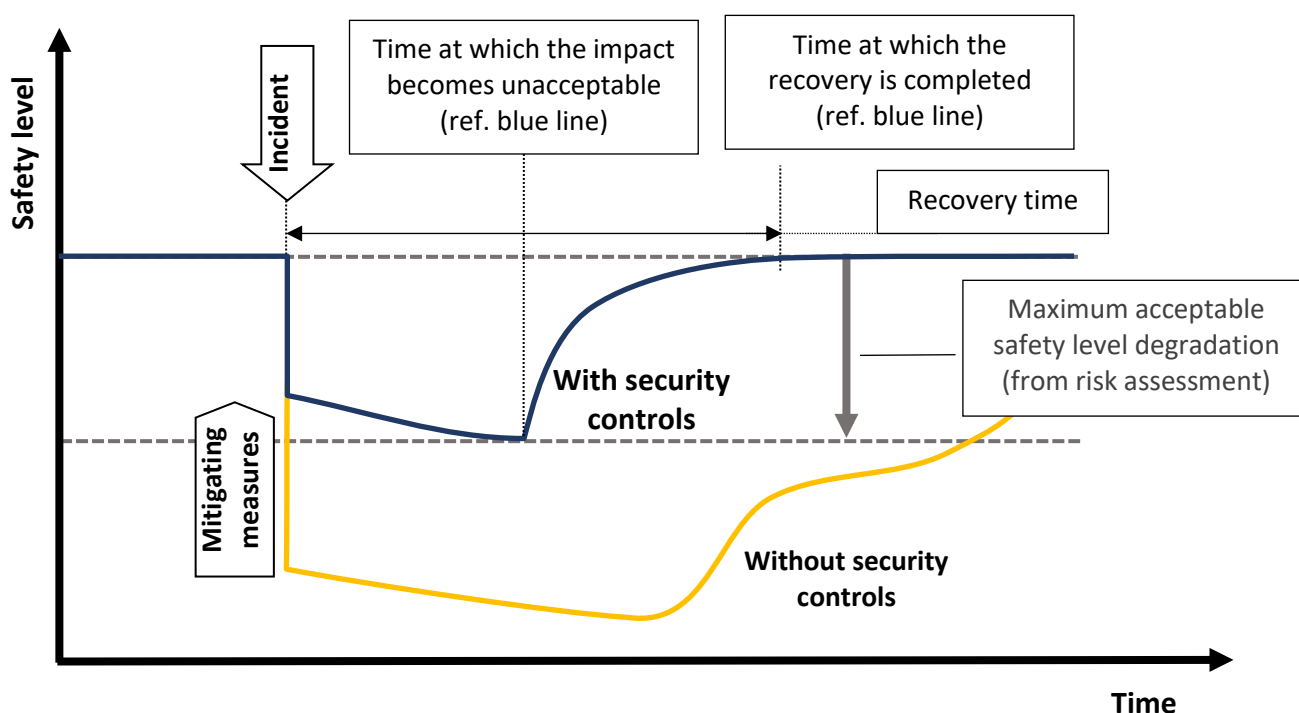 Time at which the impact
becomes unacceptable
(ref. blue line)
Time at which the
recovery is completed
(ref. blue line)
Incident
Safety level
Recovery time
Maximum acceptable
safety level degradation
(from risk assessment)
With security
controls
Mitigating
measures
Without security
controls
Time